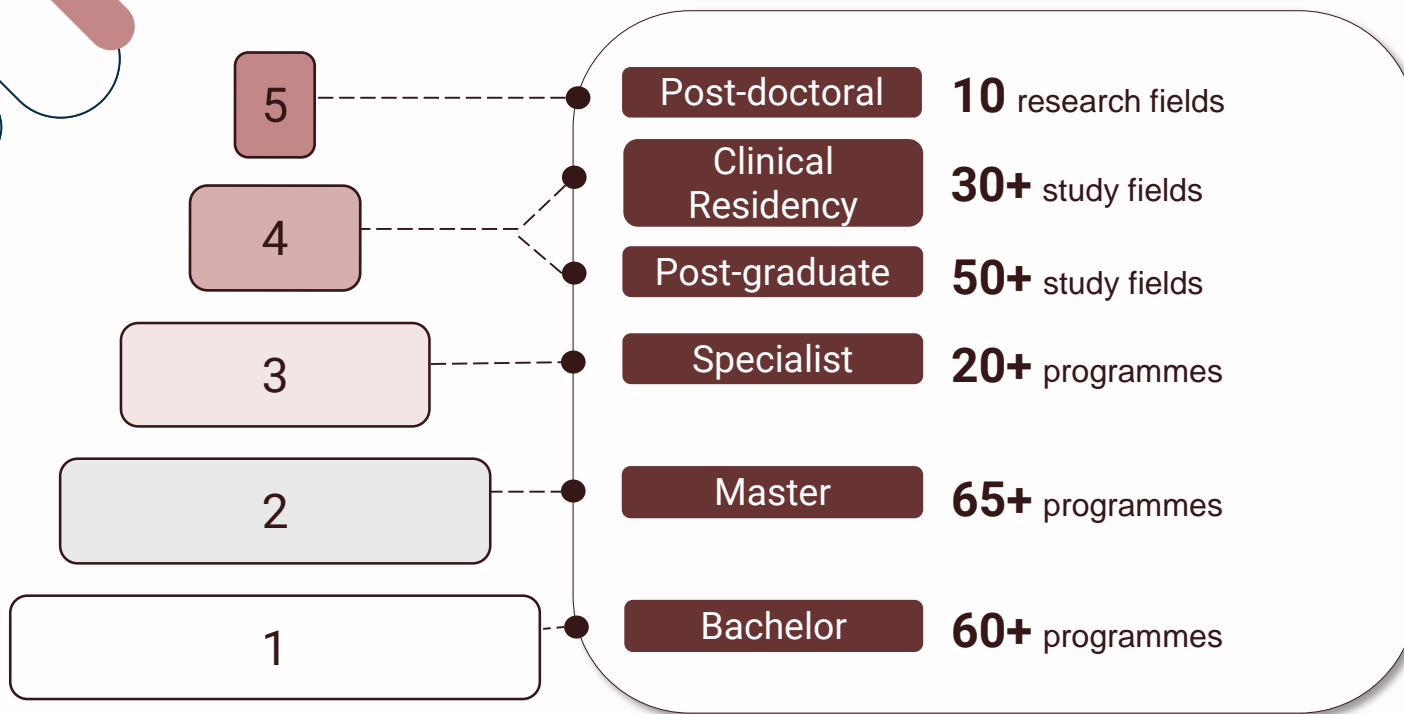 5
Post-doctoral
10 research fields
Clinical
Residency
30+ study fields
4
Post-graduate
50+ study fields
3
Specialist
20+ programmes
2
Master
65+ programmes
1
Bachelor
60+ programmes